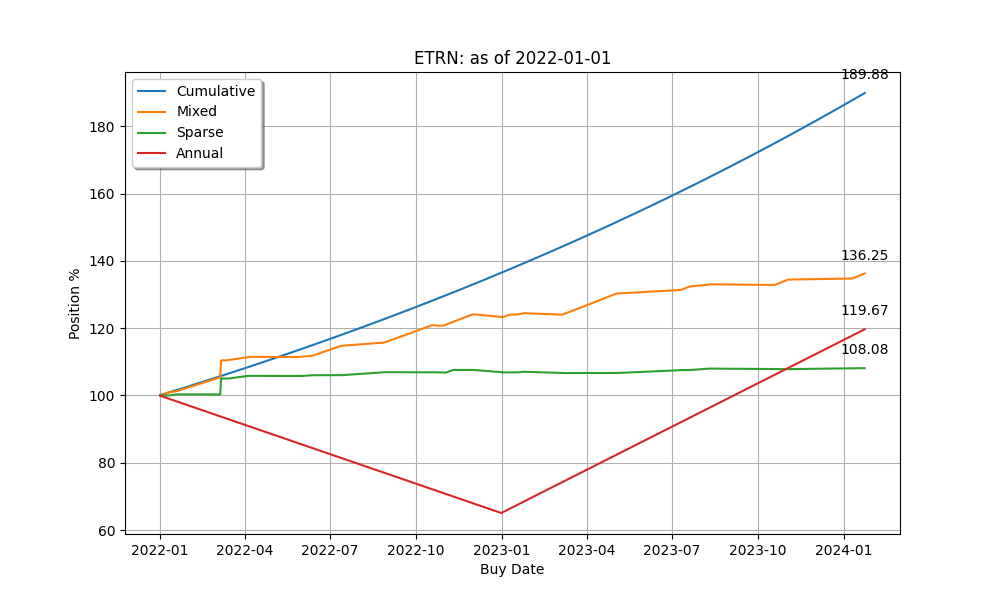 ETRN: as of 2022-01-01
Cumulative
Mixed
Sparse
Annual
189.88
136.25
119.67
108.08
180
160
140
120
100
80
60
Position %
2022-01
2022-04
2022-07
2022-10
2023-01
2023-04
2023-07
2023-10
2024-01
Buy Date